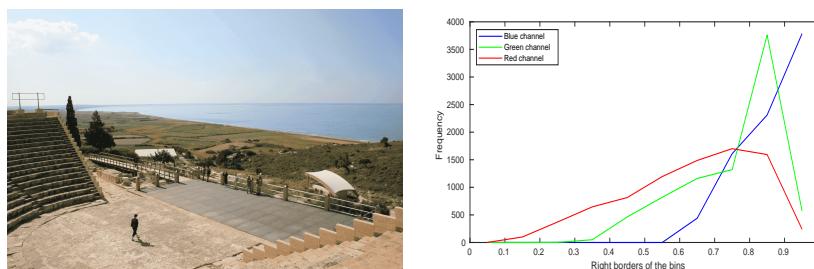 4000
3500
3000
2500
2000
1500
1000
500
0
Frequency
Blue channel
Green channel
Red channel
0 0.1 0.2 0.3 0.4 0.5 0.6 0.7 0.8 0.9
Right borders of the bins